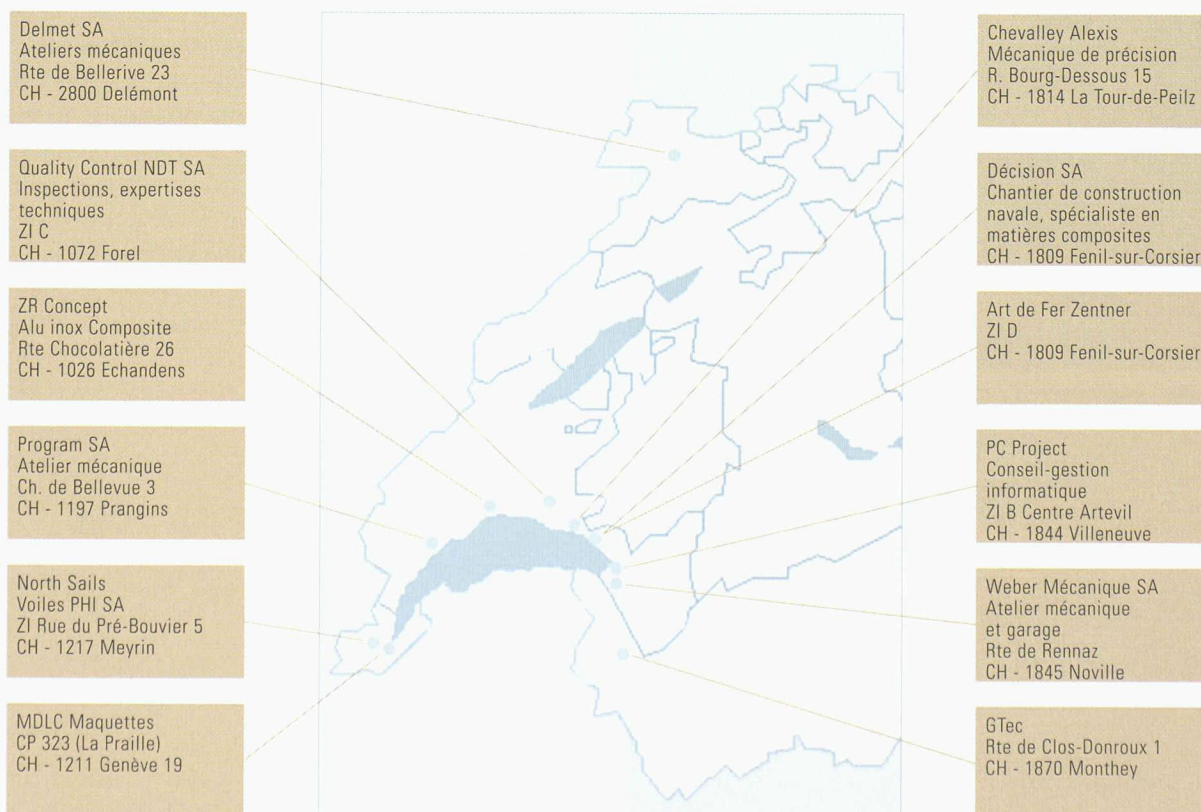 Delmet SA
Ateliers mécaniques
Rte de Bellerive 23
CH - 2800 Delémont
Quality Control NDT SA
Inspections, expertises
techniques
ZI C
CH - 1072 Forel
ZR Concept
Alu inox Composite
Rte Chocolatière 26
CH - 1026 Echandens
Program SA
Atelier mécanique
Ch. de Bellevue 3
CH - 1197 Prangins
North Sails
Voiles PHI SA
ZI Rue du Pré-Bouvier 5
CH - 1217 Meyrin
MDLC Maquettes
CP 323 (La Praille)
CH - 1211 Genève 19
Chevalley Alexis
Mécanique de précision
R. Bourg-Dessous 15
CH - 1814 La Tour-de-Peilz
Décision SA
Chantier de construction
navale, spécialiste en
matières composites
CH - 1809 Fenil-sur-Corsier
Art de Fer Zentner
ZI D
CH - 1809 Fenil-sur-Corsier
PC Project
Conseil-gestion
informatique
ZI B Centre Artevil
CH - 1844 Villeneuve
Weber Mécanique SA
Atelier mécanique
et garage
Rte de Rennaz
CH - 1845 Noville
GTec
Rte de Clos-Donroux 1
CH - 1870 Monthey